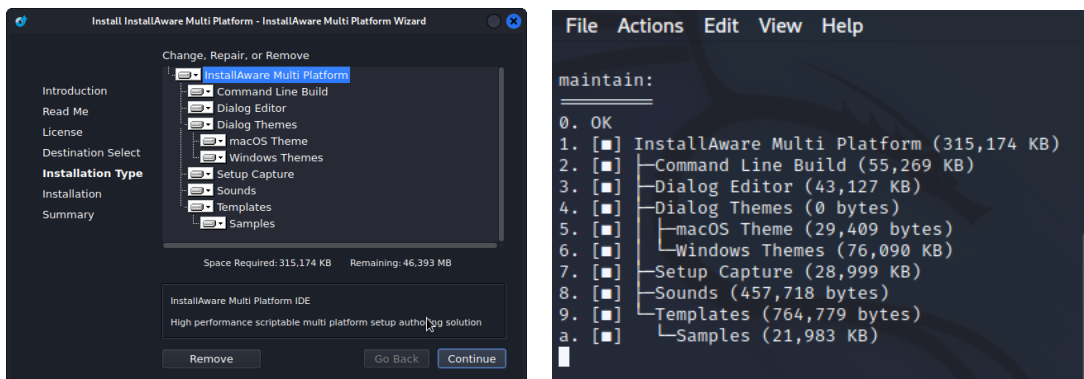 Install InstallAware Multi Platform - InstallAware Multi Platform Wizard
Introduction
Read Me
License
Destination Select
Installation Type
Installation
Summary
Change, Repair, or Remove
InstallAware Multi Platform
Command Line Build
Dialog Editor
Dialog Themes
macOS Theme
Windows Themes
Setup Capture
Sounds
Templates
Samples
Space Required: 315,174 KB Remaining: 46,393 MB
InstallAware Multi Platform IDE
High performance scriptable multi platform setup authoring solution
Remove Go Back Continue
File Actions Edit View Help
maintain:
=========
0. OK
1. [■] InstallAware Multi Platform (315,174 KB)
2. [■] ├─Command Line Build (55,269 KB)
3. [■] ├─Dialog Editor (43,127 KB)
4. [■] ├─Dialog Themes (0 bytes)
5. [■] │ ├─macOS Theme (29,409 bytes)
6. [■] │ └─Windows Themes (76,090 KB)
7. [■] ├─Setup Capture (28,999 KB)
8. [■] ├─Sounds (457,718 bytes)
9. [■] └─Templates (764,779 bytes)
a. [■]   └─Samples (21,983 KB)